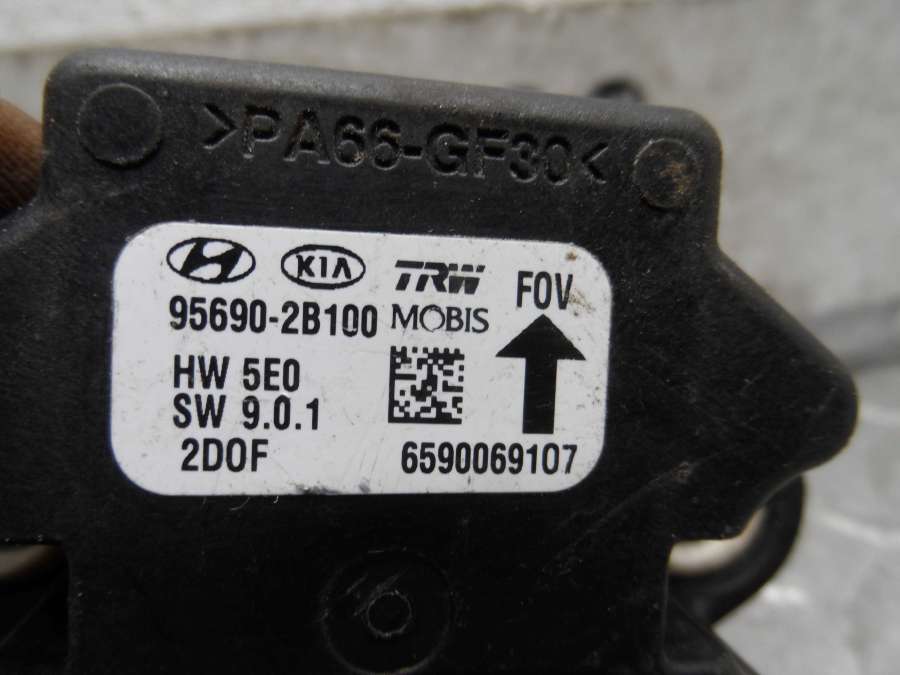 >PA66-GF30<
KIA TRW FOV
95690-2B100 MOBIS
HW 5E0
SW 9.0.1
2DOF 6590069107